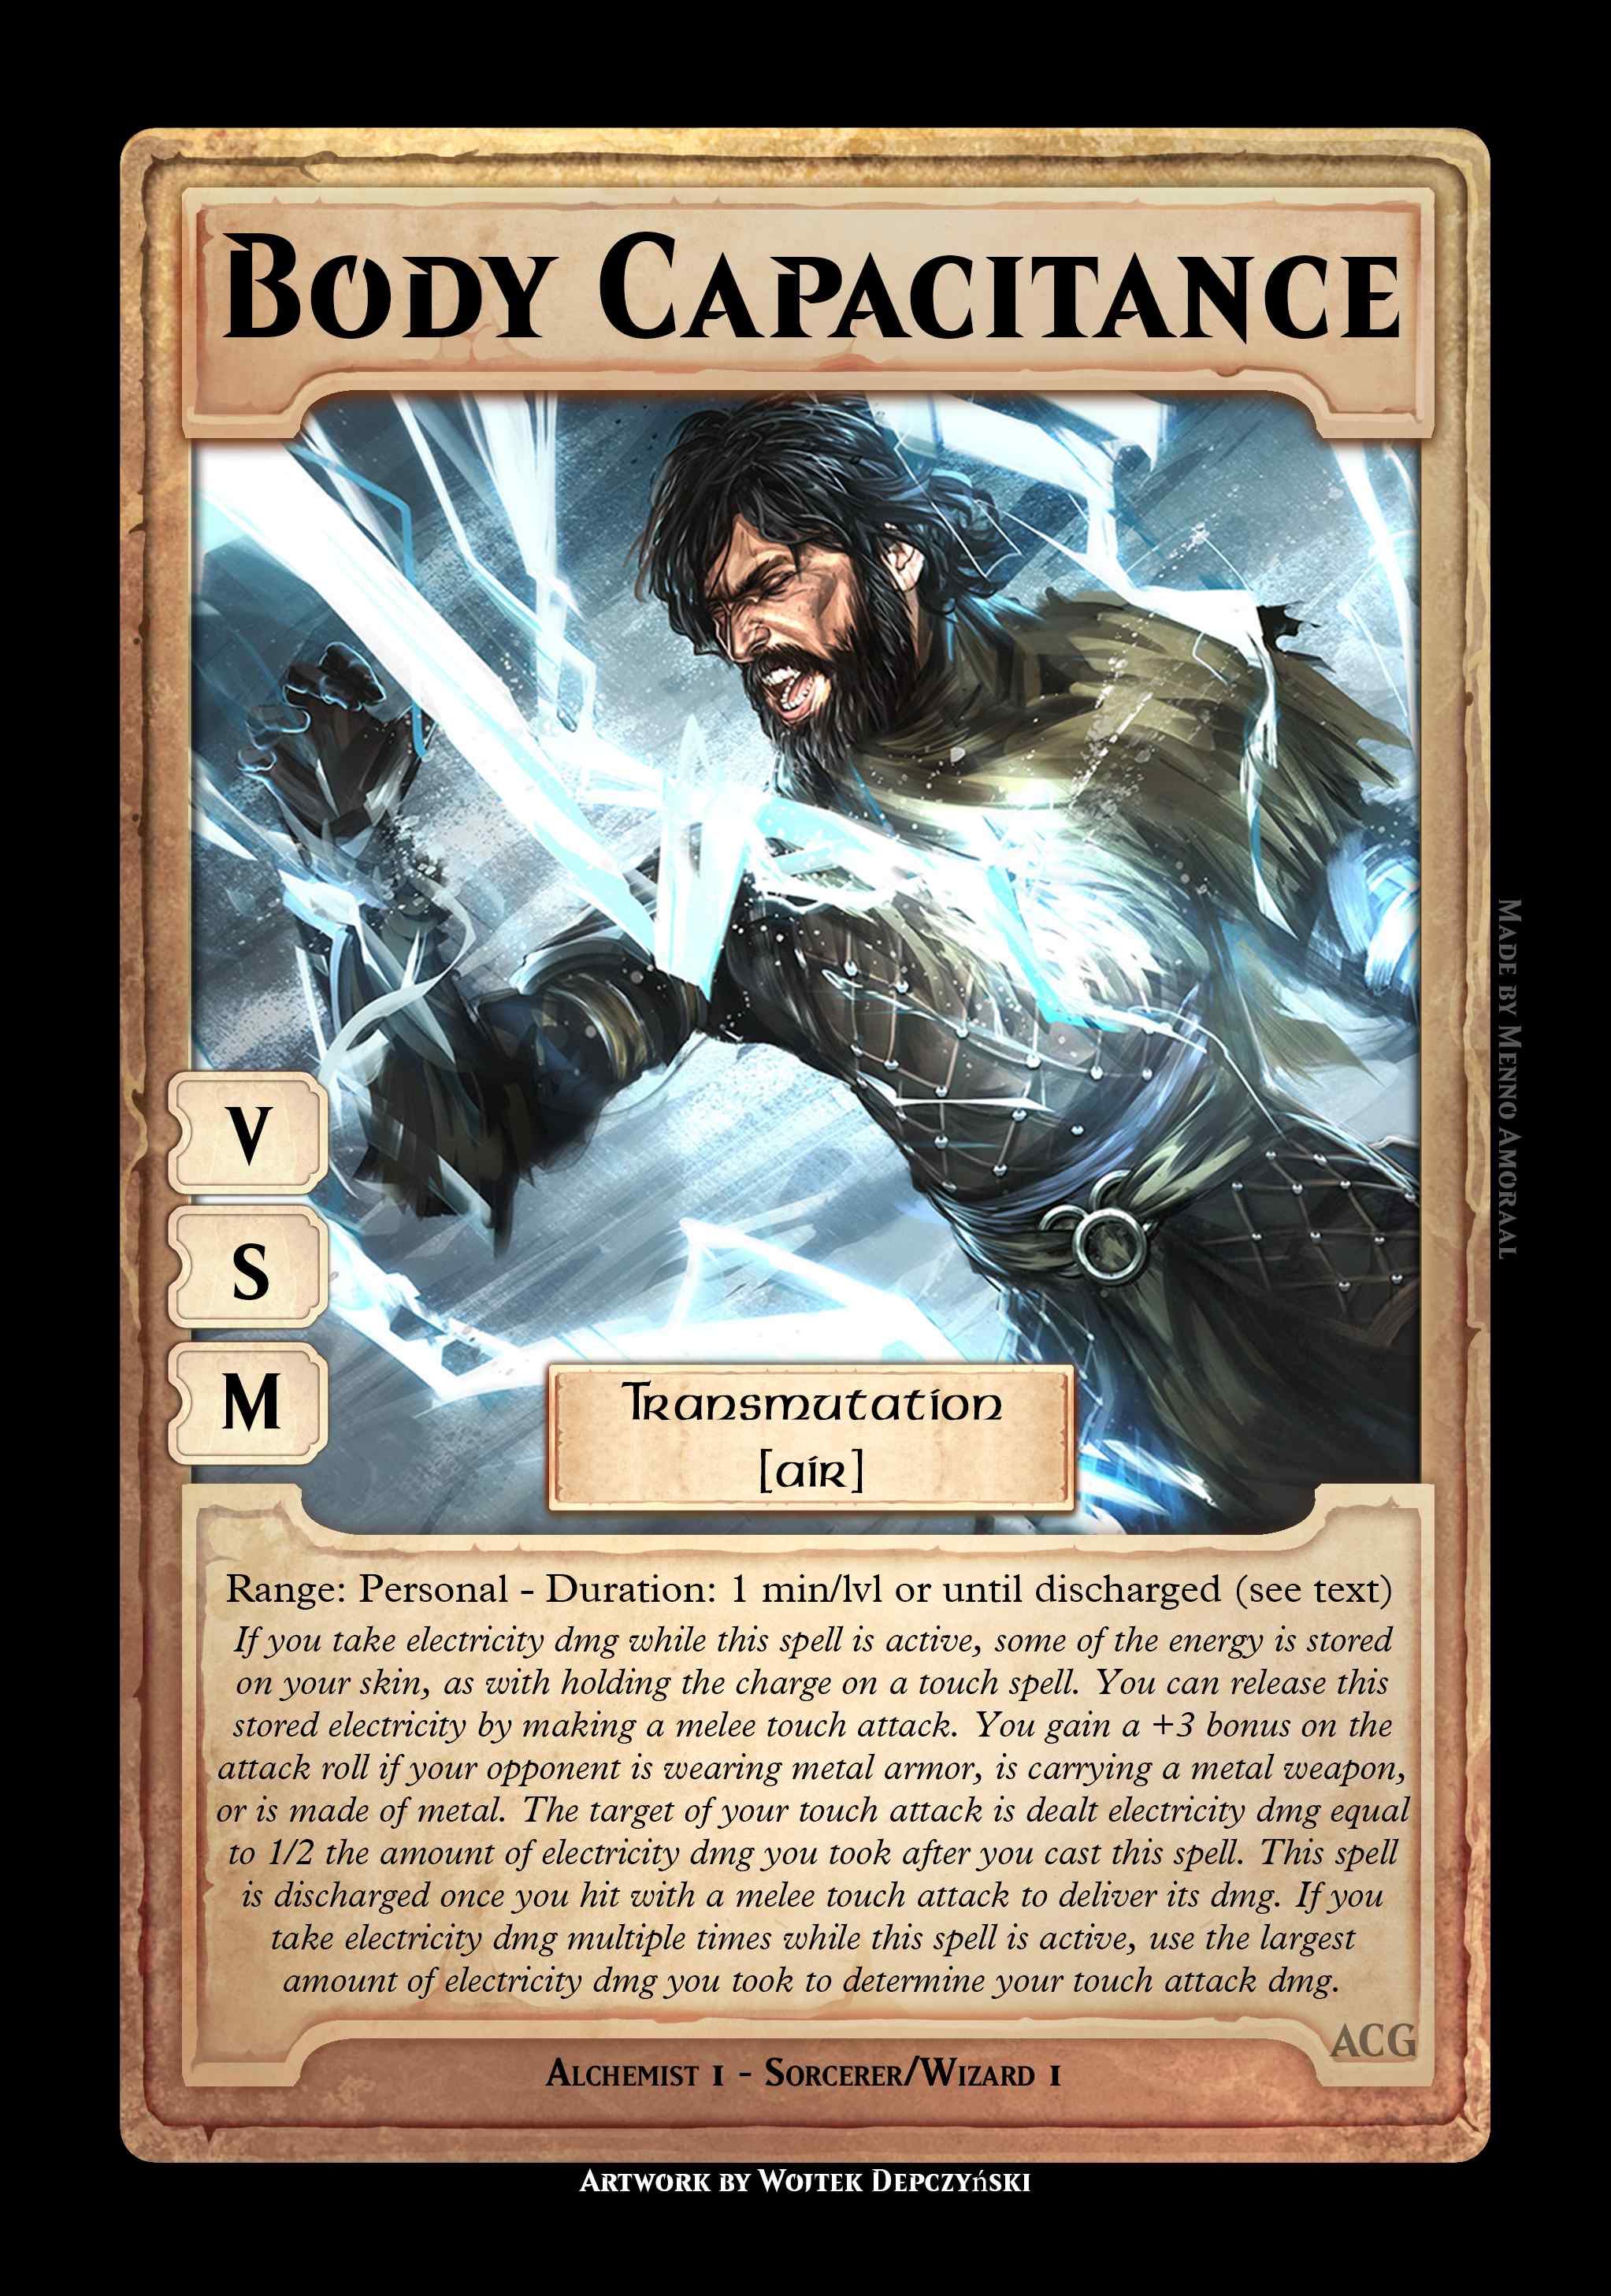 Body Capacitance
V
S
M
Transmutation
[air]
Range: Personal - Duration: 1 min/lvl or until discharged (see text)
If you take electricity dmg while this spell is active, some of the energy is stored
on your skin, as with holding the charge on a touch spell. You can release this
stored electricity by making a melee touch attack. You gain a +3 bonus on the
attack roll if your opponent is wearing metal armor, is carrying a metal weapon,
or is made of metal. The target of your touch attack is dealt electricity dmg equal
to 1/2 the amount of electricity dmg you took after you cast this spell. This spell
is discharged once you hit with a melee touch attack to deliver its dmg. If you
take electricity dmg multiple times while this spell is active, use the largest
amount of electricity dmg you took to determine your touch attack dmg.
ACG
Alchemist 1 - Sorcerer/Wizard 1
Artwork by Wojtek Depczyński
Made by Menno Amoraal